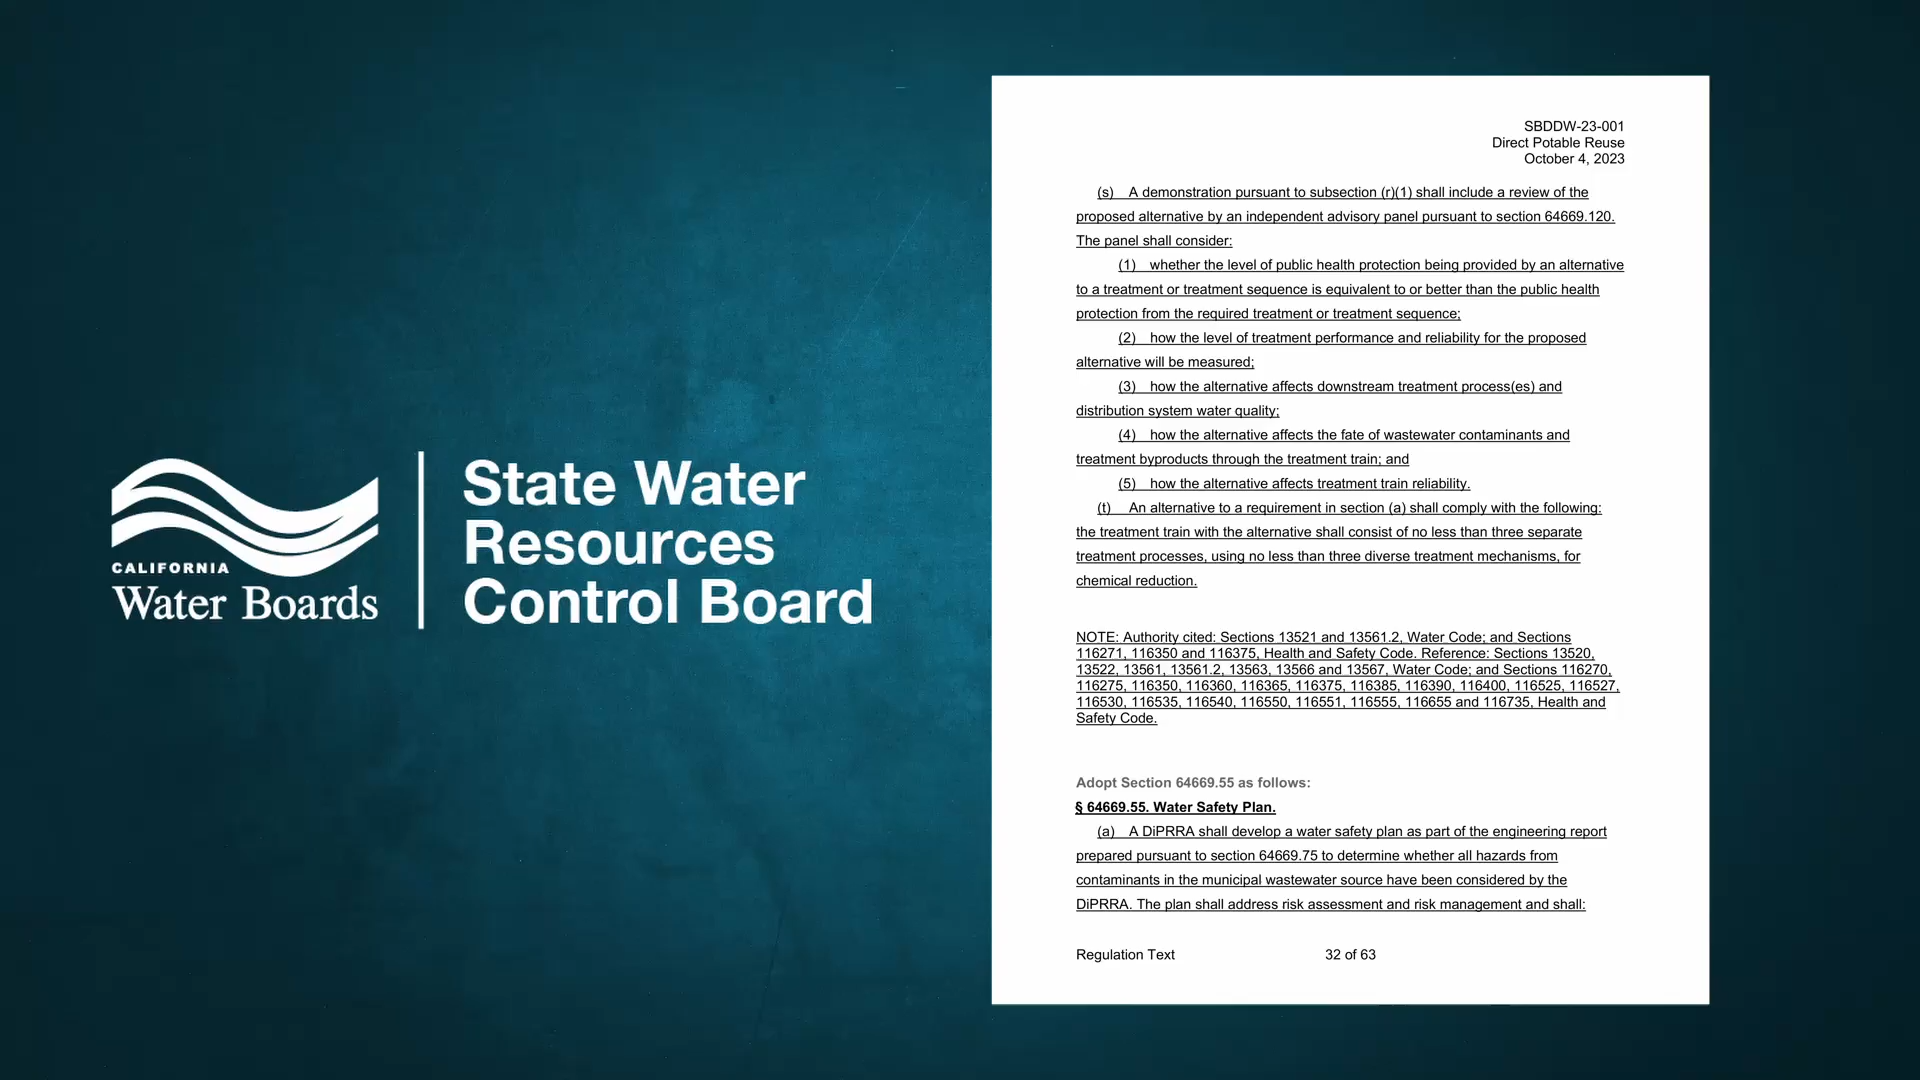 CALIFORNIA
Water Boards
State Water
Resources
Control Board
SBDDW-23-001
Direct Potable Reuse
October 4, 2023
(s) A demonstration pursuant to subsection (r)(1) shall include a review of the
proposed alternative by an independent advisory panel pursuant to section 64669.120.
The panel shall consider:
(1) whether the level of public health protection being provided by an alternative
to a treatment or treatment sequence is equivalent to or better than the public health
protection from the required treatment or treatment sequence;
(2) how the level of treatment performance and reliability for the proposed
alternative will be measured;
(3) how the alternative affects downstream treatment process(es) and
distribution system water quality;
(4) how the alternative affects the fate of wastewater contaminants and
treatment byproducts through the treatment train; and
(5) how the alternative affects treatment train reliability.
(t) An alternative to a requirement in section (a) shall comply with the following:
the treatment train with the alternative shall consist of no less than three separate
treatment processes, using no less than three diverse treatment mechanisms, for
chemical reduction.
NOTE: Authority cited: Sections 13521 and 13561.2, Water Code; and Sections
116271, 116350 and 116375, Health and Safety Code. Reference: Sections 13520,
13522, 13561, 13561.2, 13563, 13566 and 13567, Water Code; and Sections 116270,
116275, 116350, 116360, 116365, 116375, 116385, 116390, 116400, 116525, 116527,
116530, 116535, 116540, 116550, 116551, 116555, 116655 and 116735, Health and
Safety Code.
Adopt Section 64669.55 as follows:
§ 64669.55. Water Safety Plan.
(a) A DiPRRA shall develop a water safety plan as part of the engineering report
prepared pursuant to section 64669.75 to determine whether all hazards from
contaminants in the municipal wastewater source have been considered by the
DiPRRA. The plan shall address risk assessment and risk management and shall:
Regulation Text 32 of 63